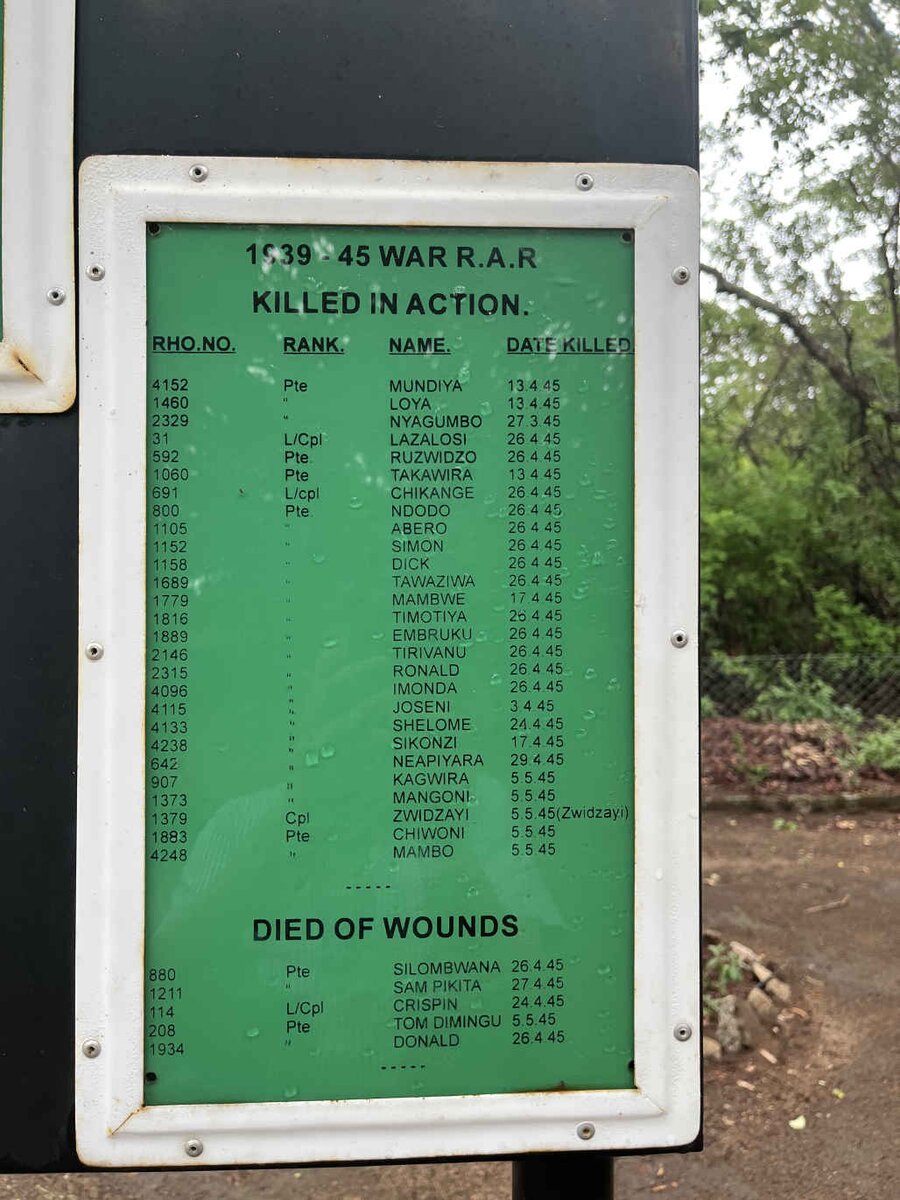 1939 - 45 WAR R.A.R
KILLED IN ACTION.
RHO.NO. RANK. NAME. DATE KILLED
4152 Pte MUNDIYA 13.4.45
1460 " LOYA 13.4.45
2329 " NYAGUMBO 27.3.45
31 L/Cpl LAZALOSI 26.4.45
592 Pte. RUZWIDZO 26.4.45
1060 Pte TAKAWIRA 13.4.45
691 L/cpl CHIKANGE 26.4.45
800 Pte. NDODO 26.4.45
1105 " ABERO 26.4.45
1152 " SIMON 26.4.45
1158 " DICK 26.4.45
1689 " TAWAZIWA 26.4.45
1779 " MAMBWE 17.4.45
1816 " TIMOTIYA 26.4.45
1889 " EMBRUKU 26.4.45
2146 " TIRIVANU 26.4.45
2315 " RONALD 26.4.45
4096 " IMONDA 26.4.45
4115 " JOSENI 3.4.45
4133 " SHELOME 24.4.45
4238 " SIKONZI 17.4.45
642 " NEAPIYARA 29.4.45
907 " KAGWIRA 5.5.45
1373 " MANGONI 5.5.45
1379 Cpl ZWIDZAYI 5.5.45(Zwidzayi)
1883 Pte CHIWONI 5.5.45
4248 " MAMBO 5.5.45
-----
DIED OF WOUNDS
880 Pte SILOMBWANA 26.4.45
1211 " SAM PIKITA 27.4.45
114 L/Cpl CRISPIN 24.4.45
208 Pte TOM DIMINGU 5.5.45
1934 " DONALD 26.4.45
-----